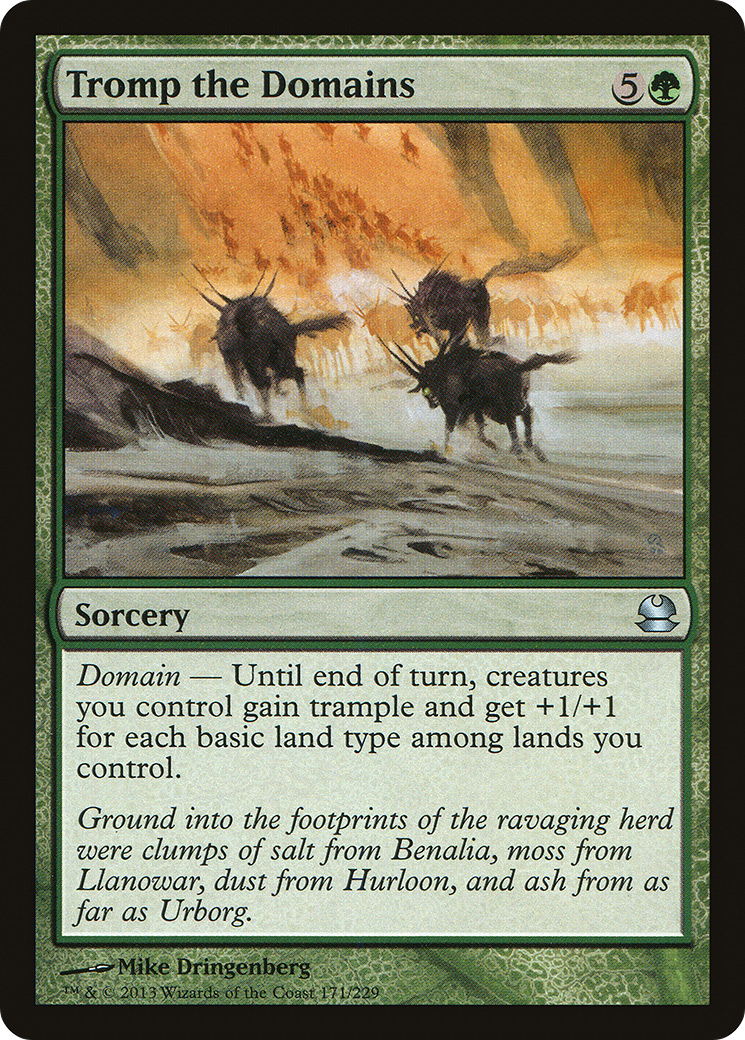 Tromp the Domains 5
Sorcery
Domain — Until end of turn, creatures
you control gain trample and get +1/+1
for each basic land type among lands you
control.
Ground into the footprints of the ravaging herd
were clumps of salt from Benalia, moss from
Llanowar, dust from Hurloon, and ash from as
far as Urborg.
Mike Dringenberg
™ & © 2013 Wizards of the Coast 171/229